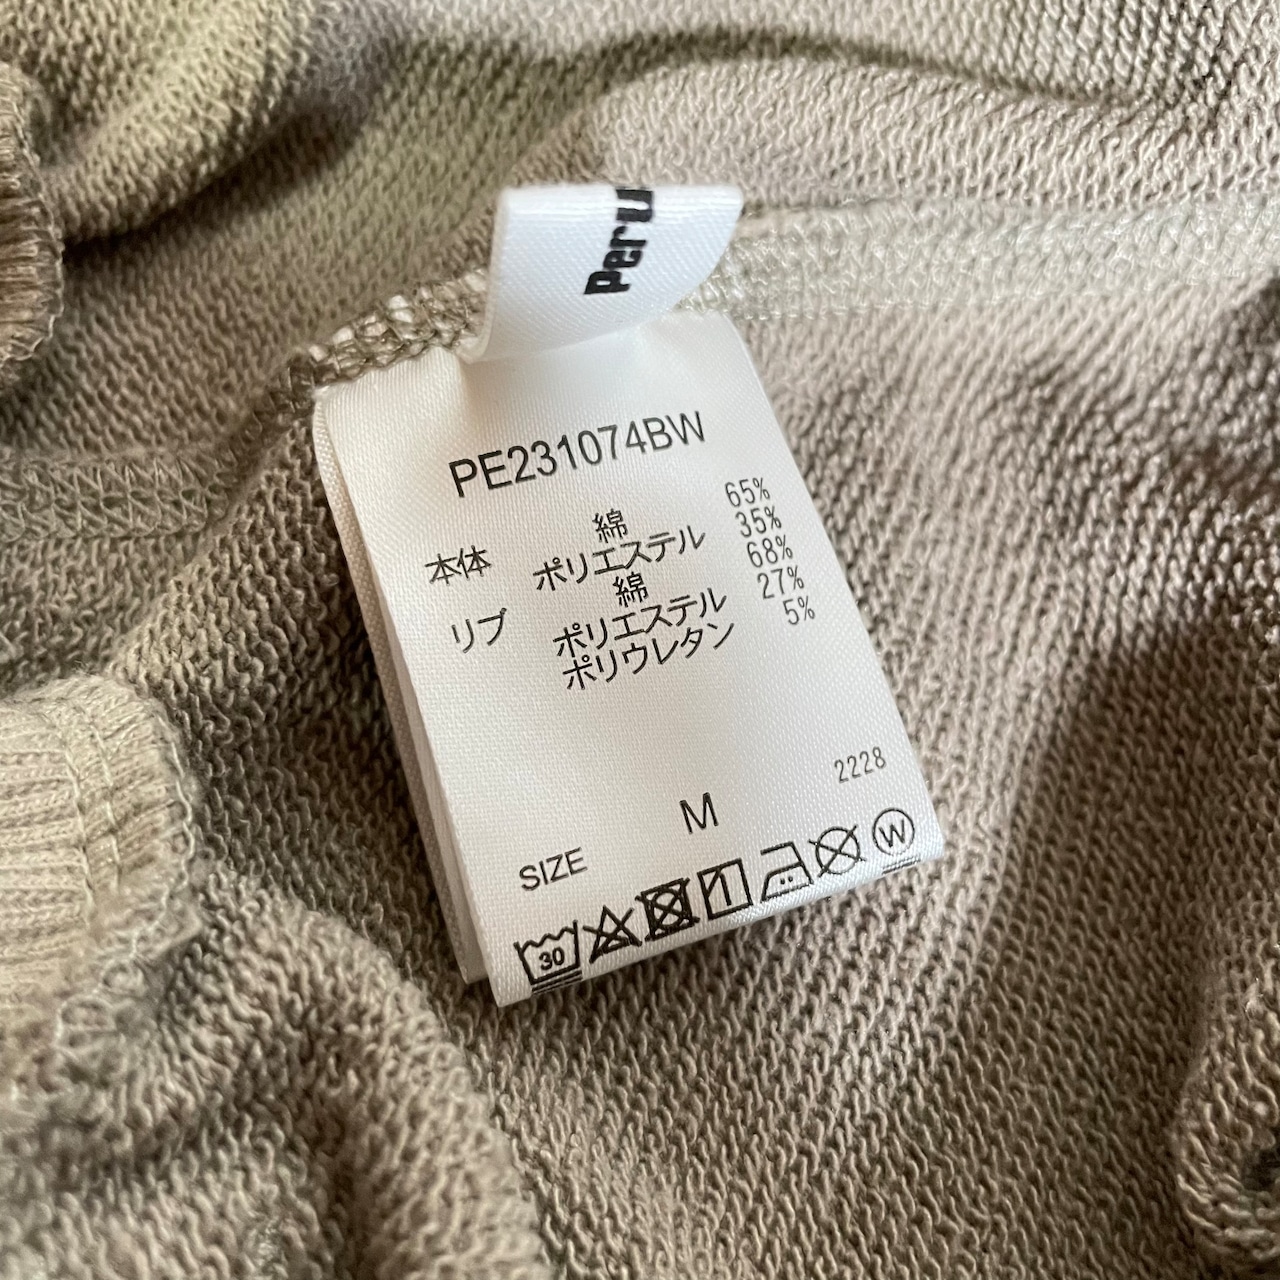 Peru
PE231074BW
本体 綿 65%
ポリエステル 35%
リブ 綿 68%
ポリエステル 27%
ポリウレタン 5%
2228
SIZE M
30 W